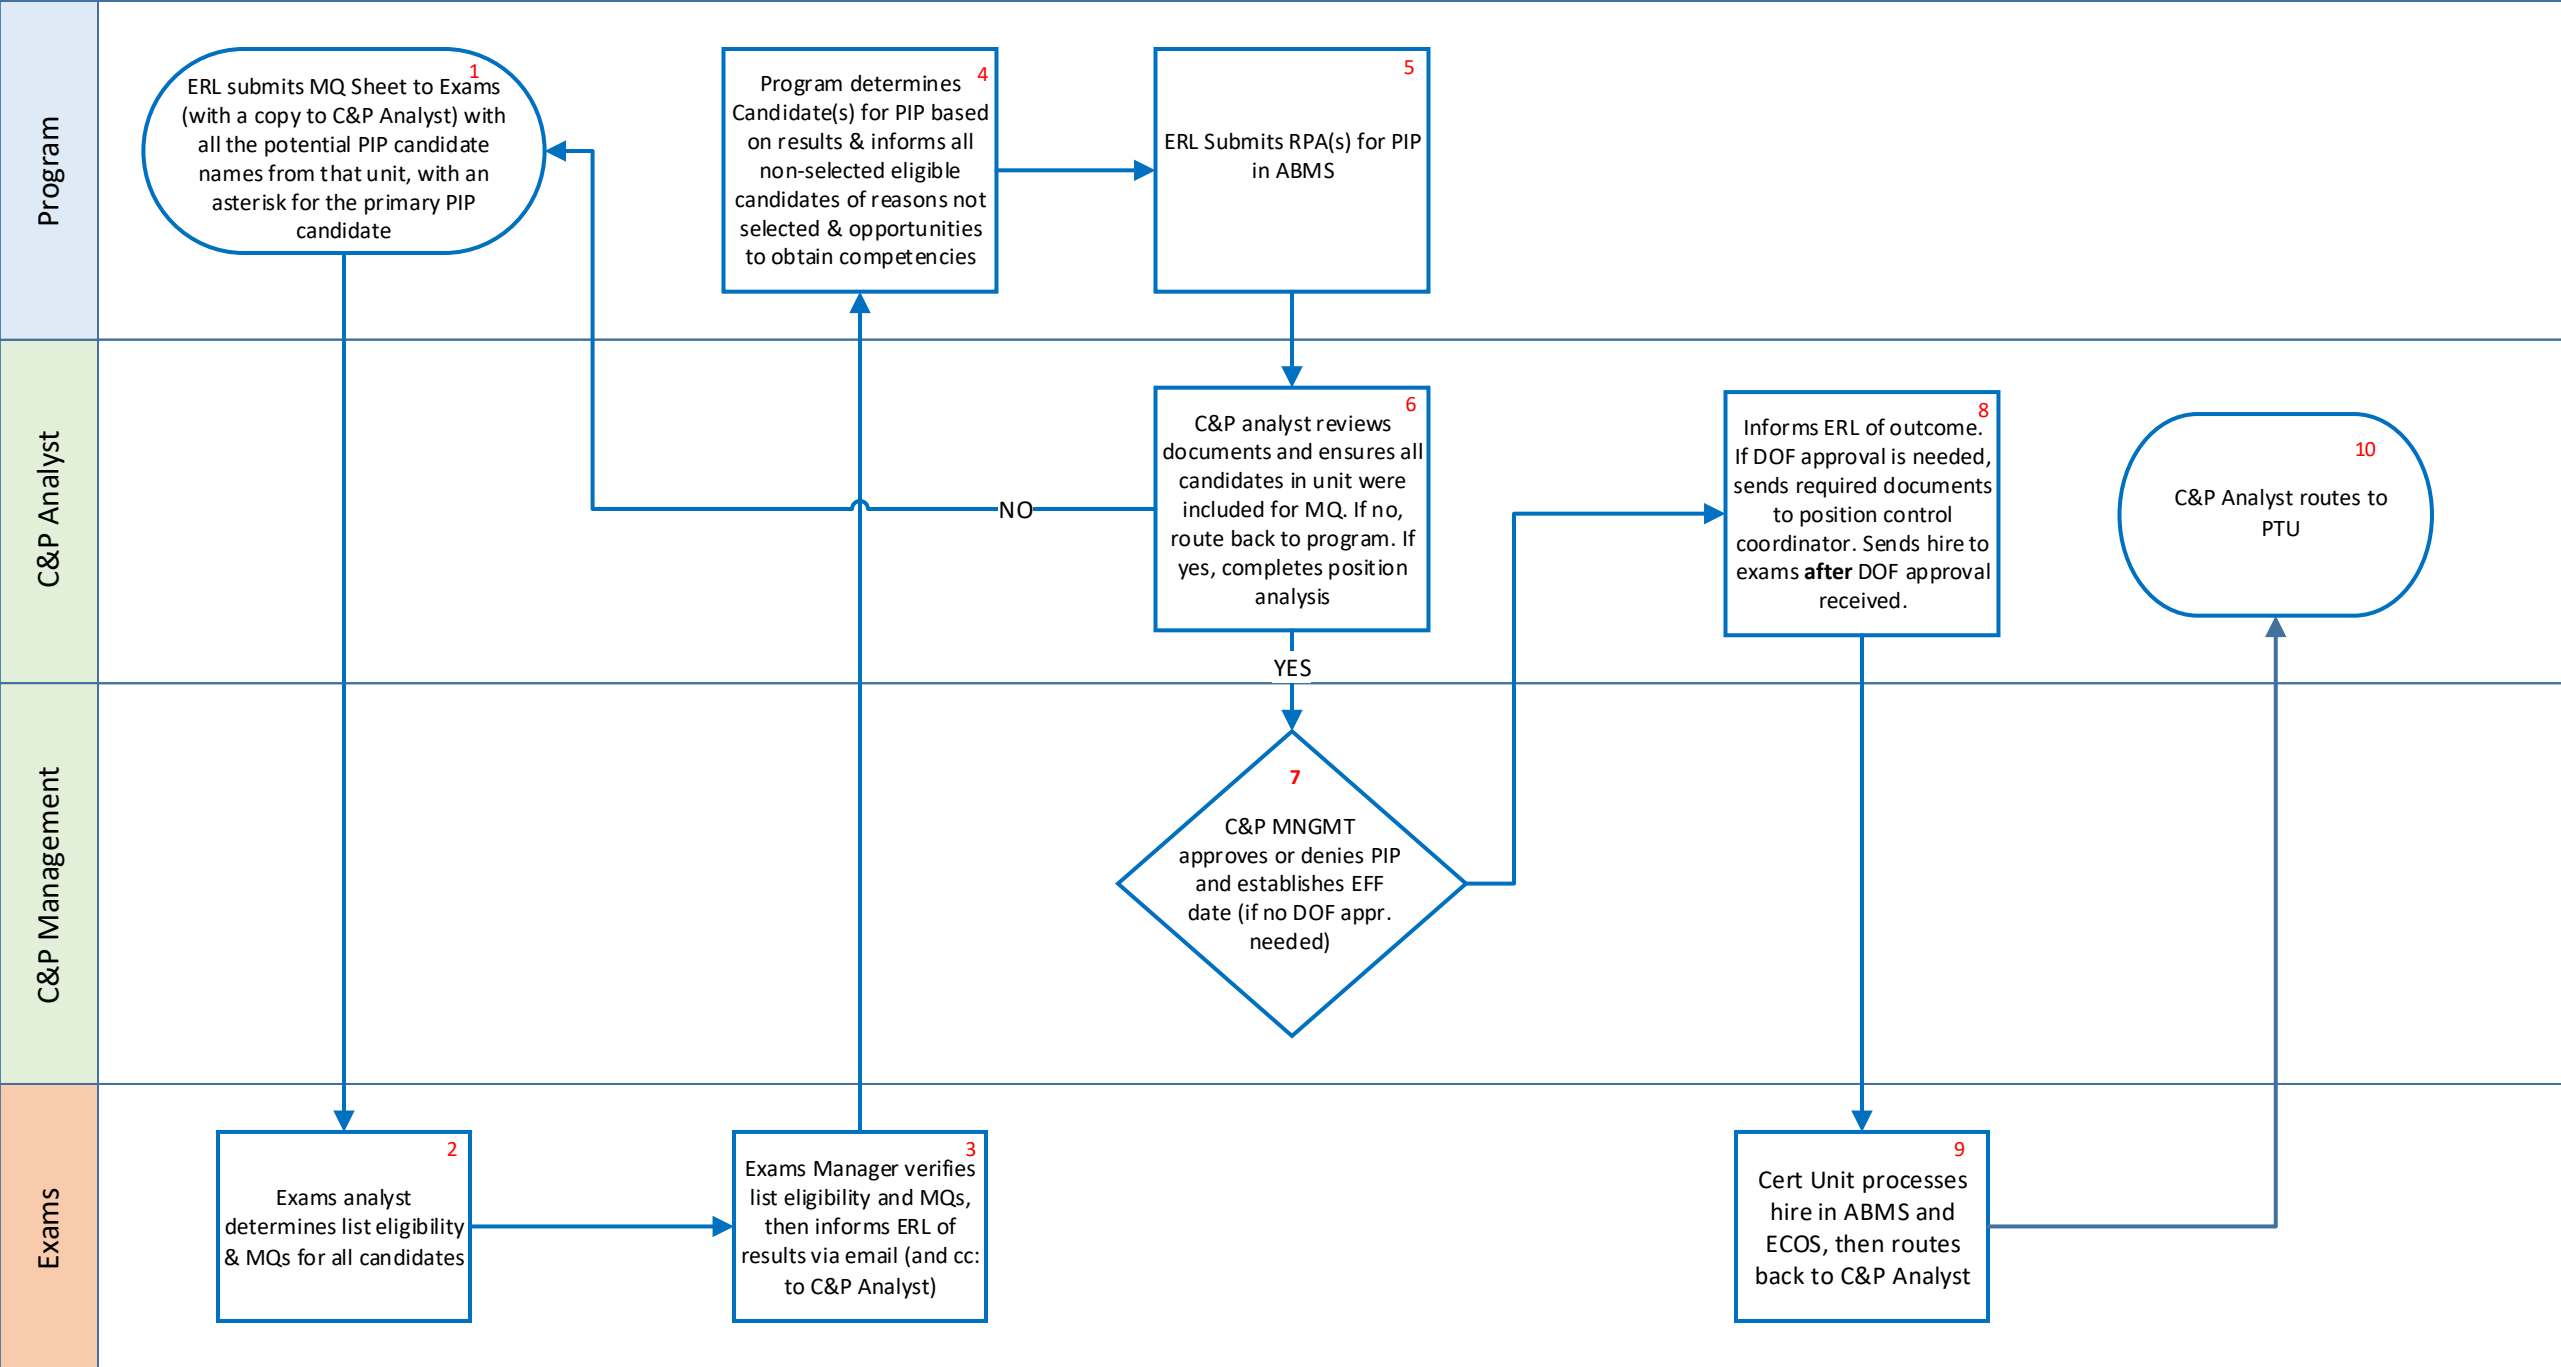 Program
1
ERL submits MQ Sheet to Exams
(with a copy to C&P Analyst) with
all the potential PIP candidate
names from that unit, with an
asterisk for the primary PIP
candidate
4
Program determines
Candidate(s) for PIP based
on results & informs all
non-selected eligible
candidates of reasons not
selected & opportunities
to obtain competencies
5
ERL Submits RPA(s) for PIP
in ABMS
C&P Analyst
NO
6
C&P analyst reviews
documents and ensures all
candidates in unit were
included for MQ. If no,
route back to program. If
yes, completes position
analysis
YES
8
Informs ERL of outcome.
If DOF approval is needed,
sends required documents
to position control
coordinator. Sends hire to
exams after DOF approval
received.
10
C&P Analyst routes to
PTU
C&P Management
7
C&P MNGMT
approves or denies PIP
and establishes EFF
date (if no DOF appr.
needed)
Exams
2
Exams analyst
determines list eligibility
& MQs for all candidates
3
Exams Manager verifies
list eligibility and MQs,
then informs ERL of
results via email (and cc:
to C&P Analyst)
9
Cert Unit processes
hire in ABMS and
ECOS, then routes
back to C&P Analyst